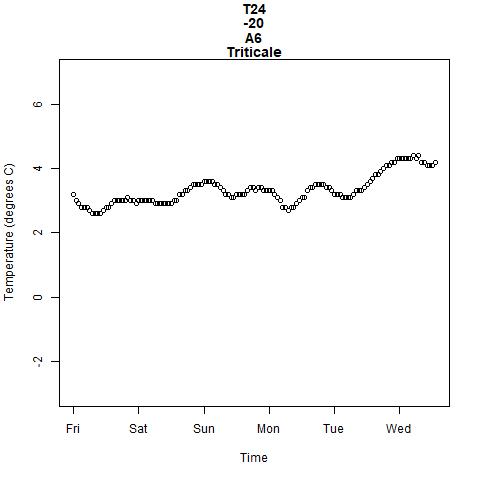 T24
-20
A6
Triticale
Temperature (degrees C)
6
4
2
0
-2
Fri Sat Sun Mon Tue Wed
Time